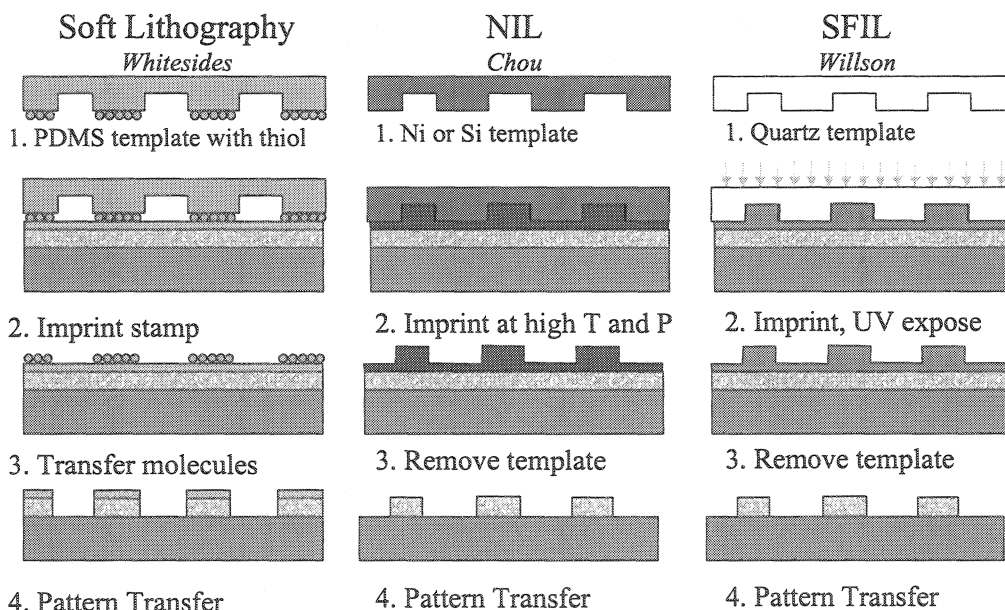 Soft Lithography
Whitesides
1. PDMS template with thiol
2. Imprint stamp
3. Transfer molecules
4. Pattern Transfer
NIL
Chou
1. Ni or Si template
2. Imprint at high T and P
3. Remove template
4. Pattern Transfer
SFIL
Willson
1. Quartz template
2. Imprint, UV expose
3. Remove template
4. Pattern Transfer